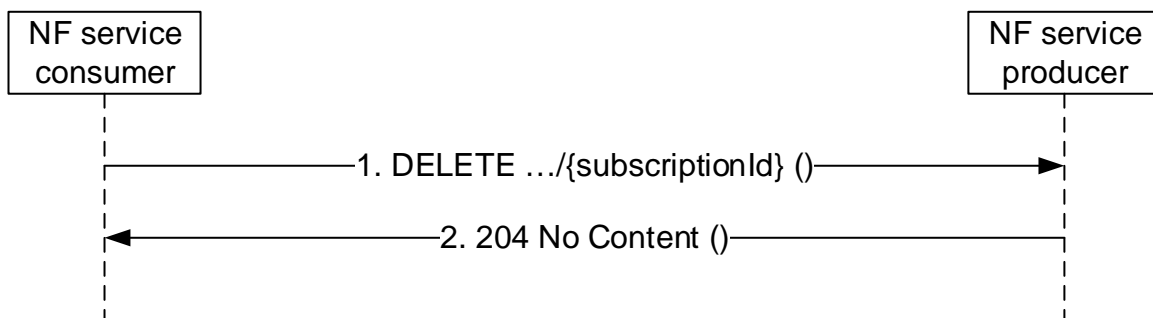 NF service
consumer
NF service
producer
1. DELETE …/{subscriptionId} ()
2. 204 No Content ()